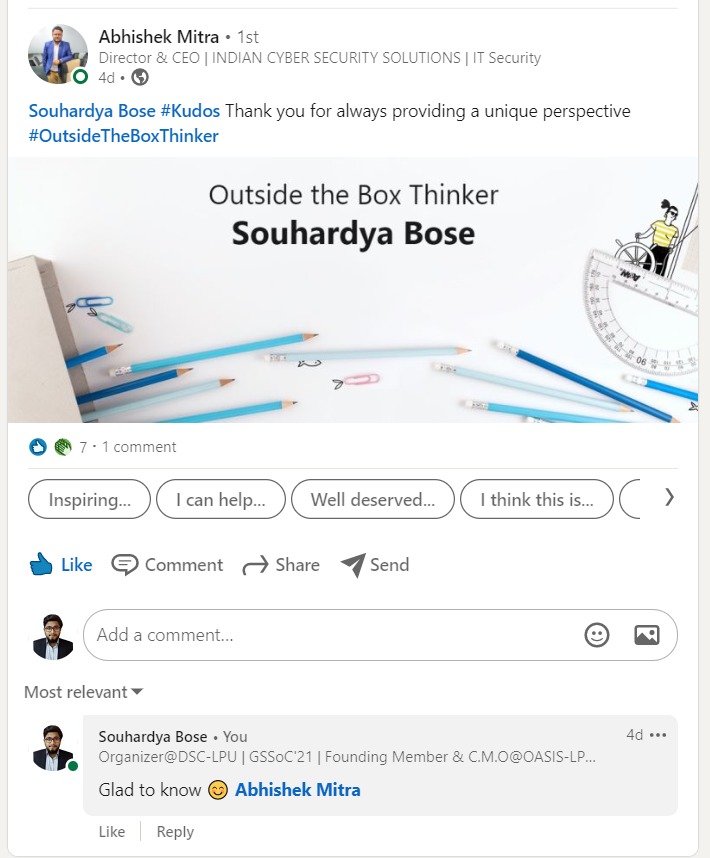 Abhishek Mitra • 1st
Director & CEO | INDIAN CYBER SECURITY SOLUTIONS | IT Security
4d •
Souhardya Bose #Kudos Thank you for always providing a unique perspective
#OutsideTheBoxThinker
Outside the Box Thinker
Souhardya Bose
7 · 1 comment
Inspiring...
I can help...
Well deserved...
I think this is...
Like
Comment
Share
Send
Add a comment...
Most relevant
Souhardya Bose • You
4d •••
Organizer@DSC-LPU | GSSoC'21 | Founding Member & C.M.O@OASIS-LP...
Glad to know 😊 Abhishek Mitra
Like
Reply